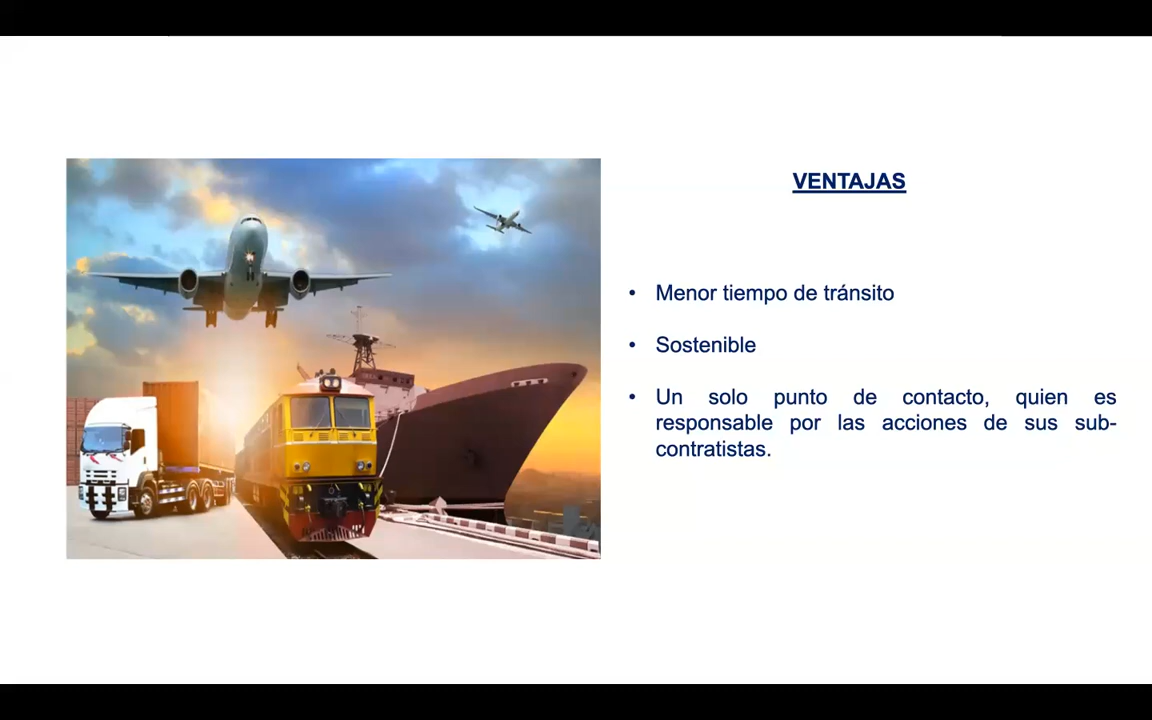 VENTAJAS
• Menor tiempo de tránsito
• Sostenible
• Un solo punto de contacto, quien es
responsable por las acciones de sus sub-
contratistas.